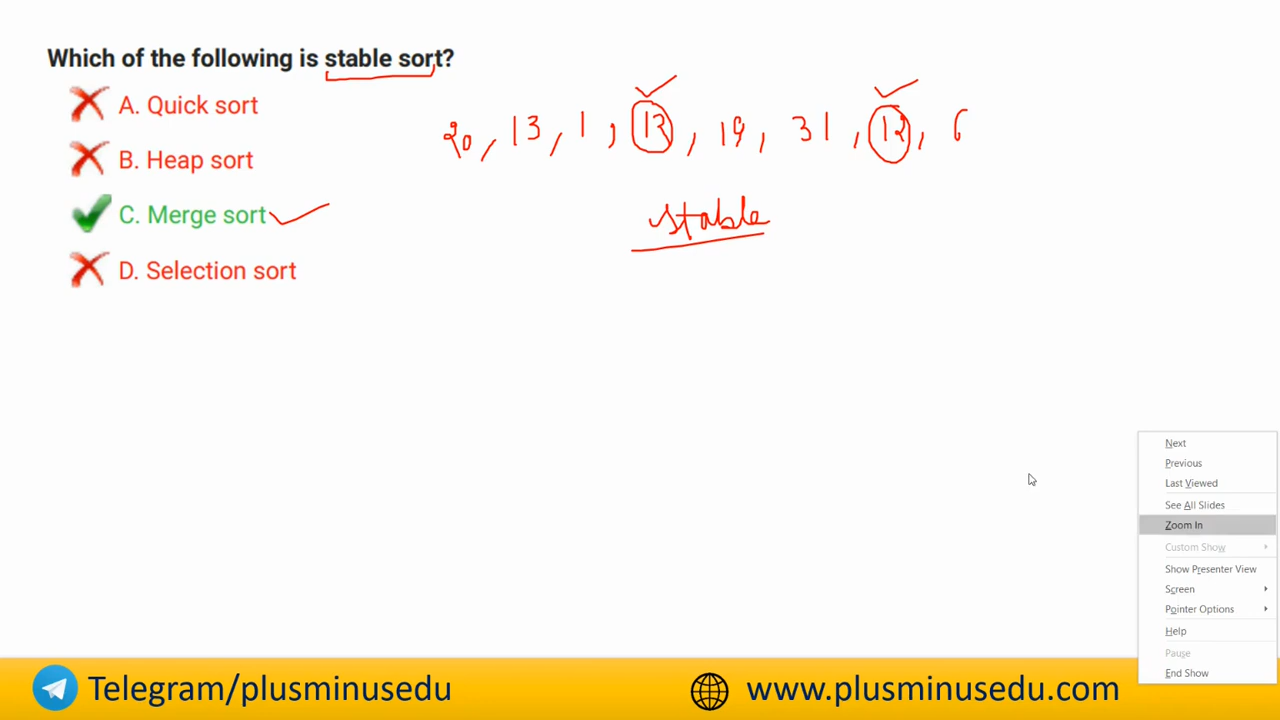 Which of the following is stable sort?
A. Quick sort
B. Heap sort
C. Merge sort
D. Selection sort
20, 13, 1, 12, 19, 31, 12, 6
stable
Next
Previous
Last Viewed
See All Slides
Zoom In
Custom Show
Show Presenter View
Screen
Pointer Options
Help
Pause
End Show
Telegram/plusminusedu
www.plusminusedu.com